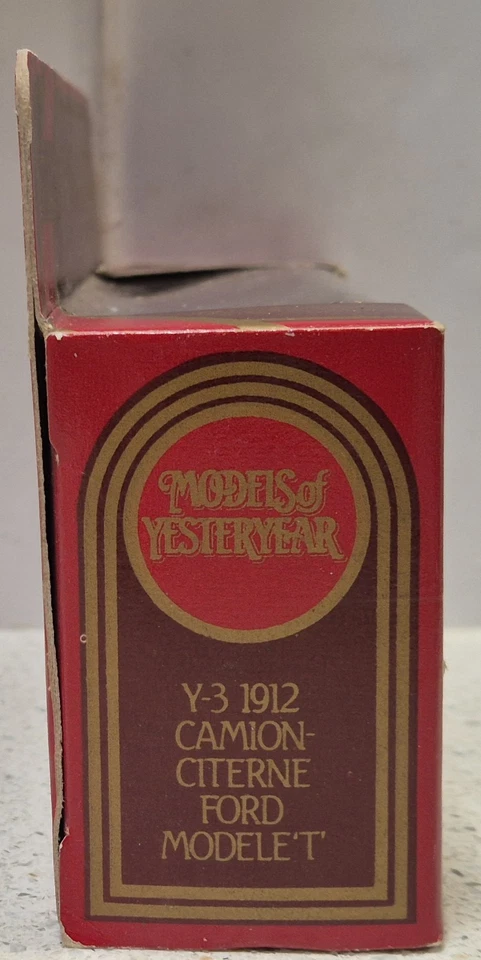 MODELS of
YESTERYEAR
Y-3 1912
CAMION-
CITERNE
FORD
MODELE 'T'